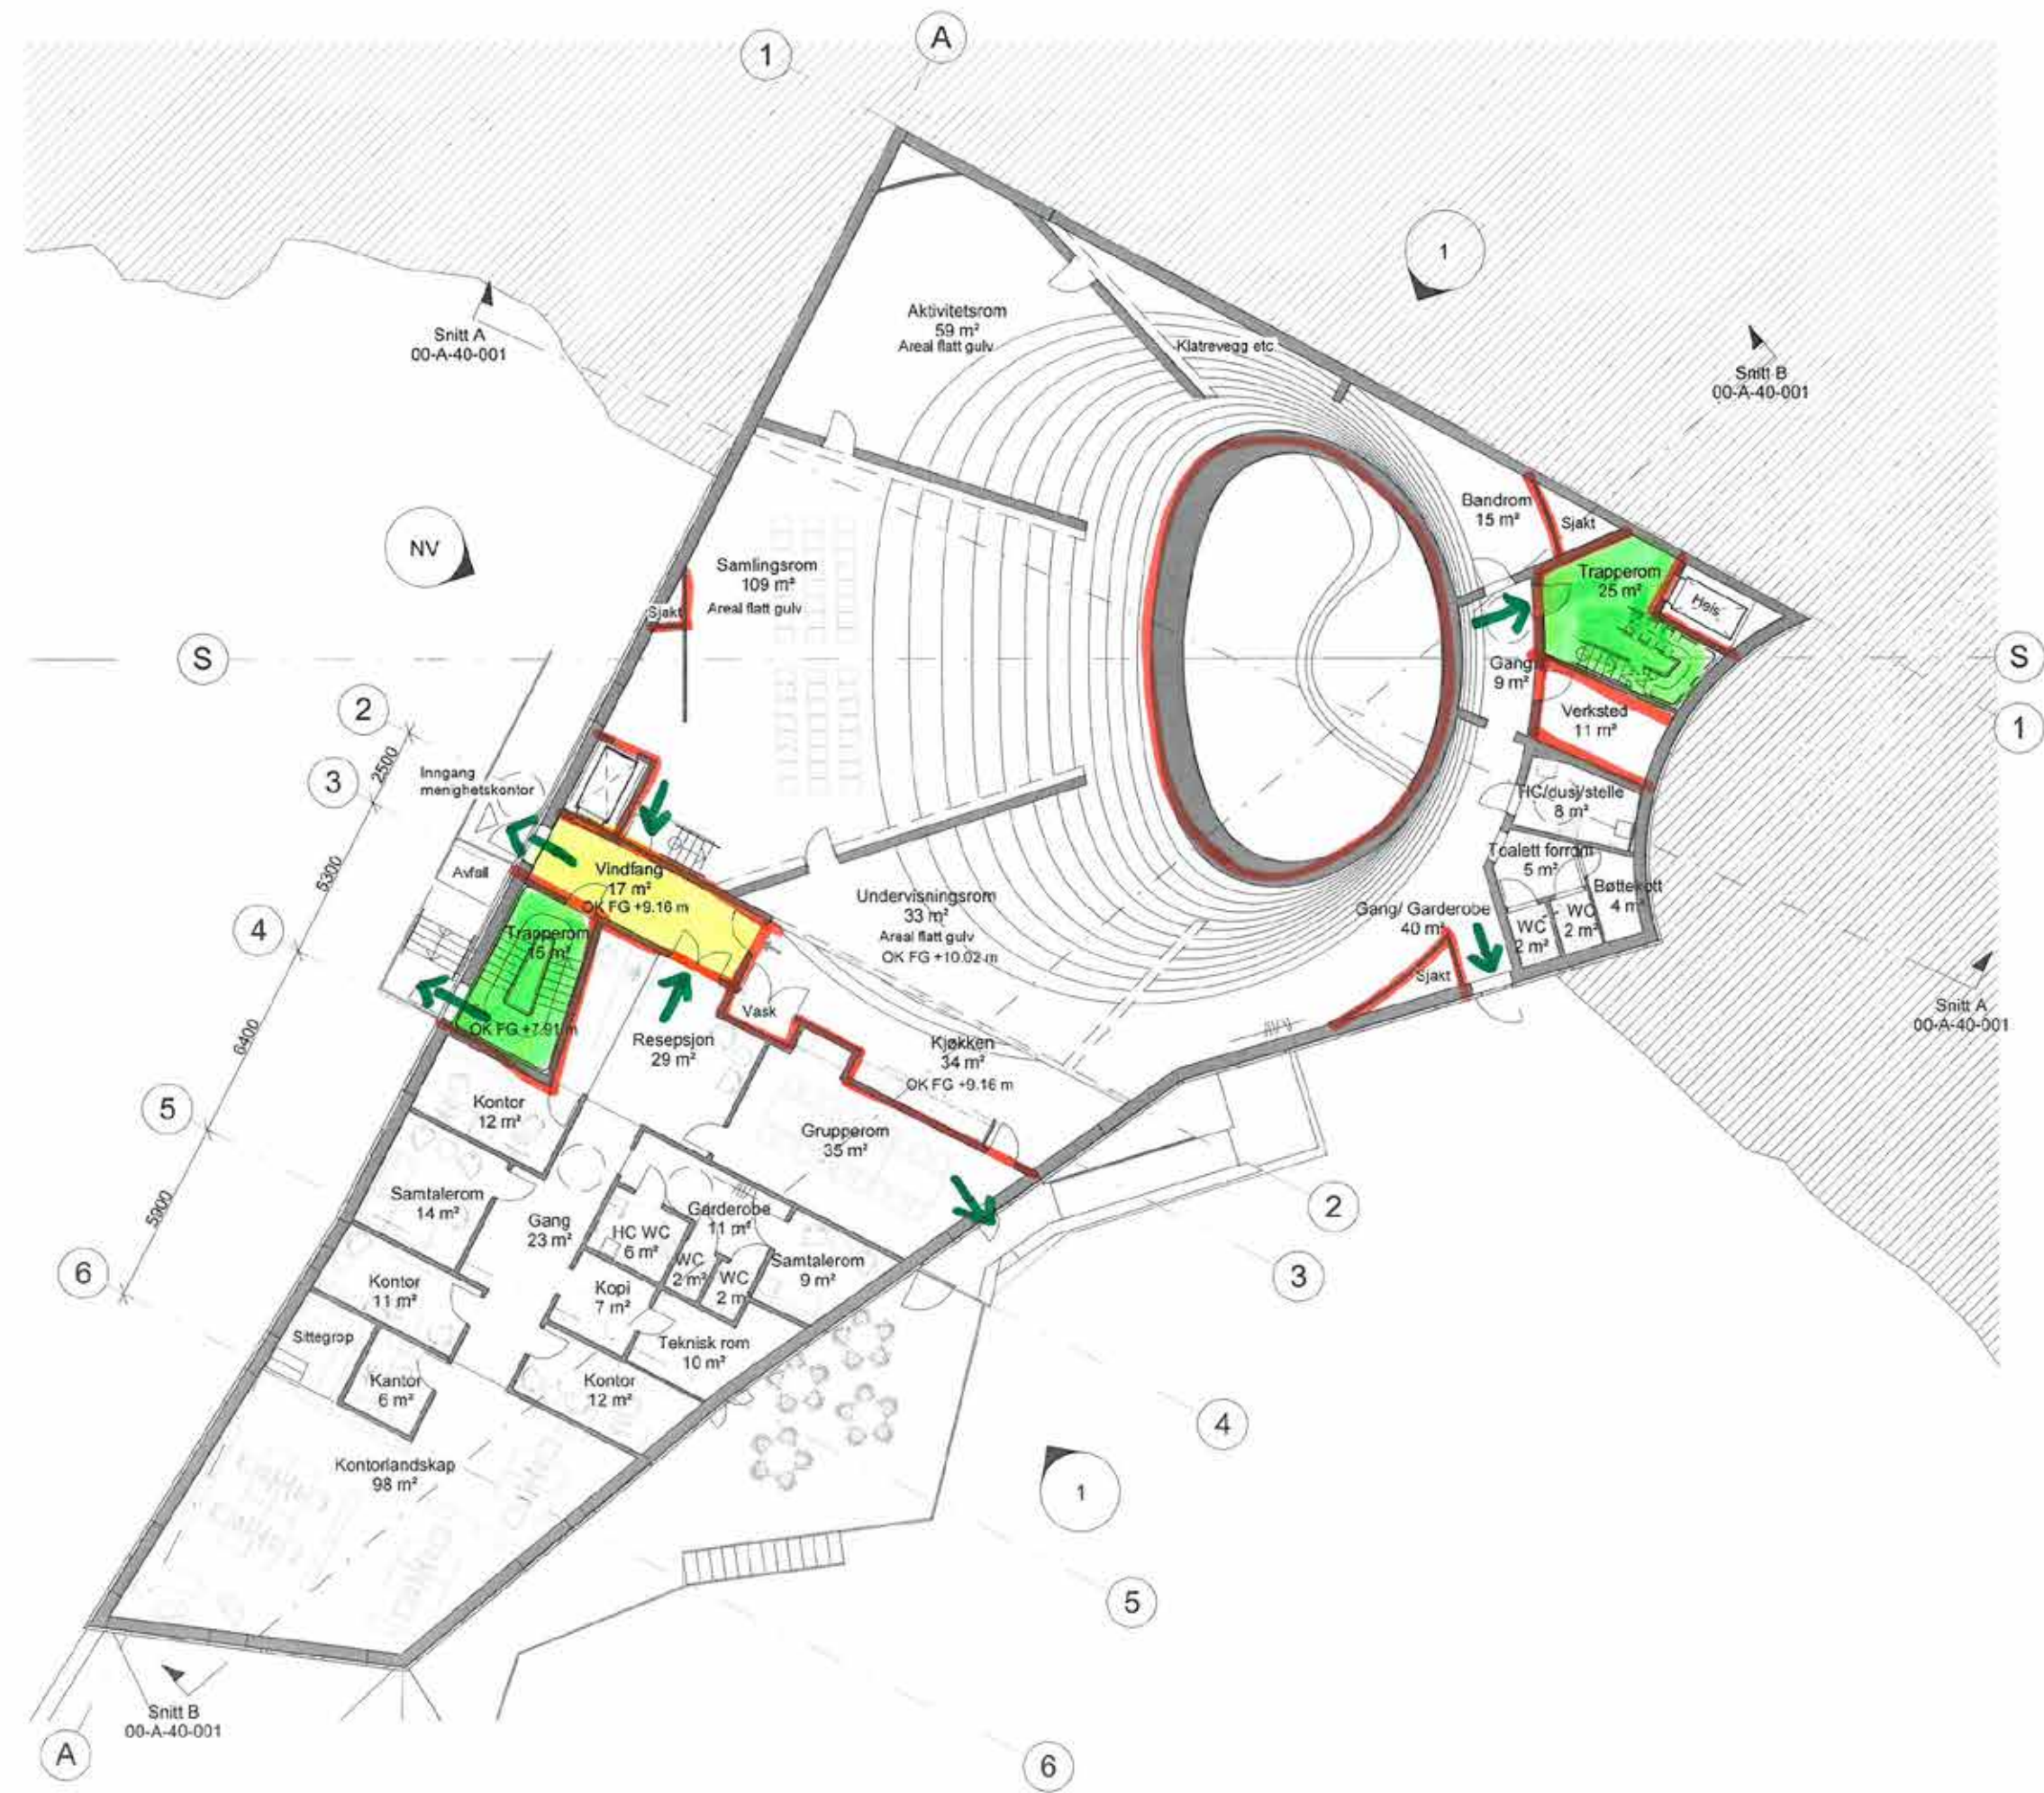 1
A
1
Aktivitetsrom
59 m²
Areal flatt gulv
Klatrevegg etc
Snitt A
00-A-40-001
Snitt B
00-A-40-001
Bandrom
15 m²
Sjakt
NV
Samlingsrom
109 m²
Areal flatt gulv
Sjakt
Trapperom
25 m²
Heis
S
S
Gang
9 m²
Verksted
11 m²
1
2
2500
3
Inngang
menighetskontor
HC/dusj/stelle
8 m²
5300
Avfall
Vindfang
17 m²
OK FG +9.16 m
Toalett forrom
5 m²
Bøttekott
4 m²
Undervisningsrom
33 m²
Areal flatt gulv
OK FG +10.02 m
Gang/ Garderobe
40 m²
WC
2 m²
WC
2 m²
4
Trapperom
15 m²
Sjakt
Snitt A
00-A-40-001
OK FG +7.91 m
6400
Vask
Resepsjon
29 m²
Kjøkken
34 m²
OK FG +9.16 m
5
Kontor
12 m²
Grupperom
35 m²
5900
Samtalerom
14 m²
Gang
23 m²
HC WC
6 m²
Garderobe
11 m²
2
WC
2 m²
WC
2 m
Samtalerom
9 m²
3
6
Kontor
11 m²
Kopi
7 m²
Sittegrop
Teknisk rom
10 m²
Kantor
6 m²
Kontor
12 m²
4
Kontorlandskap
98 m²
1
5
Snitt B
00-A-40-001
A
6